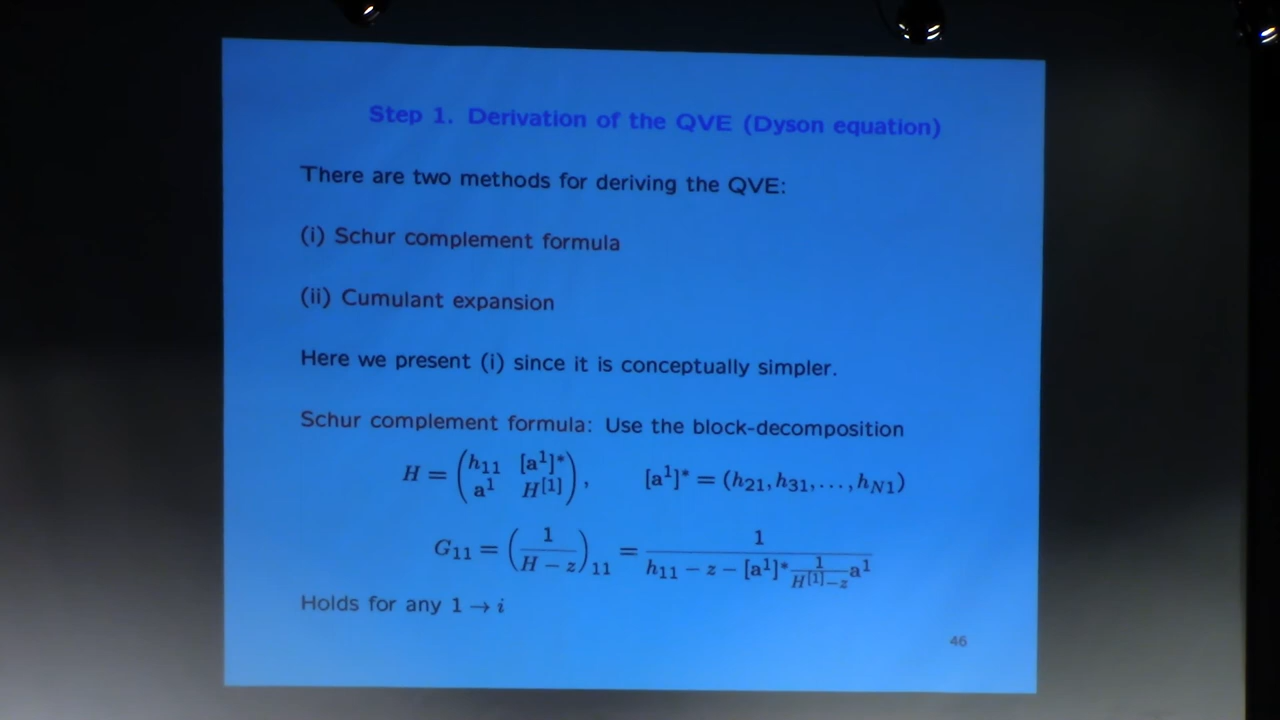 Step 1. Derivation of the QVE (Dyson equation)
There are two methods for deriving the QVE:
(i) Schur complement formula
(ii) Cumulant expansion
Here we present (i) since it is conceptually simpler.
Schur complement formula: Use the block-decomposition
H = ( h₁₁ [a¹]* ; a¹ H^[1] ), [a¹]* = (h₂₁, h₃₁, ..., h_N1)
G₁₁ = ( 1 / (H − z) )₁₁ = 1 / ( h₁₁ − z − [a¹]* 1/(H^[1]−z) a¹ )
Holds for any 1 → i
46